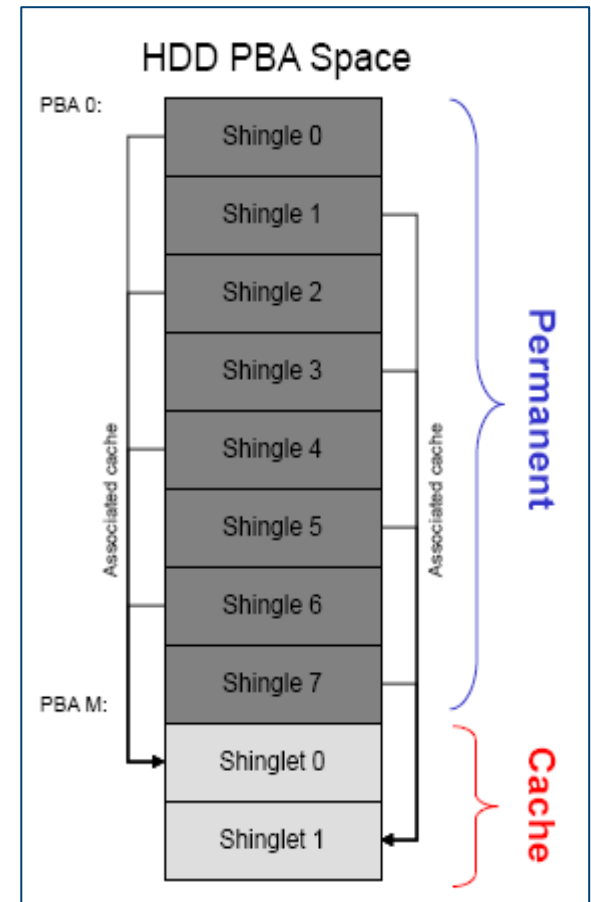 HDD PBA Space
PBA 0:
Shingle 0
Shingle 1
Shingle 2
Shingle 3
Shingle 4
Shingle 5
Shingle 6
Shingle 7
PBA M:
Shinglet 0
Shinglet 1
Associated cache
Associated cache
Permanent
Cache